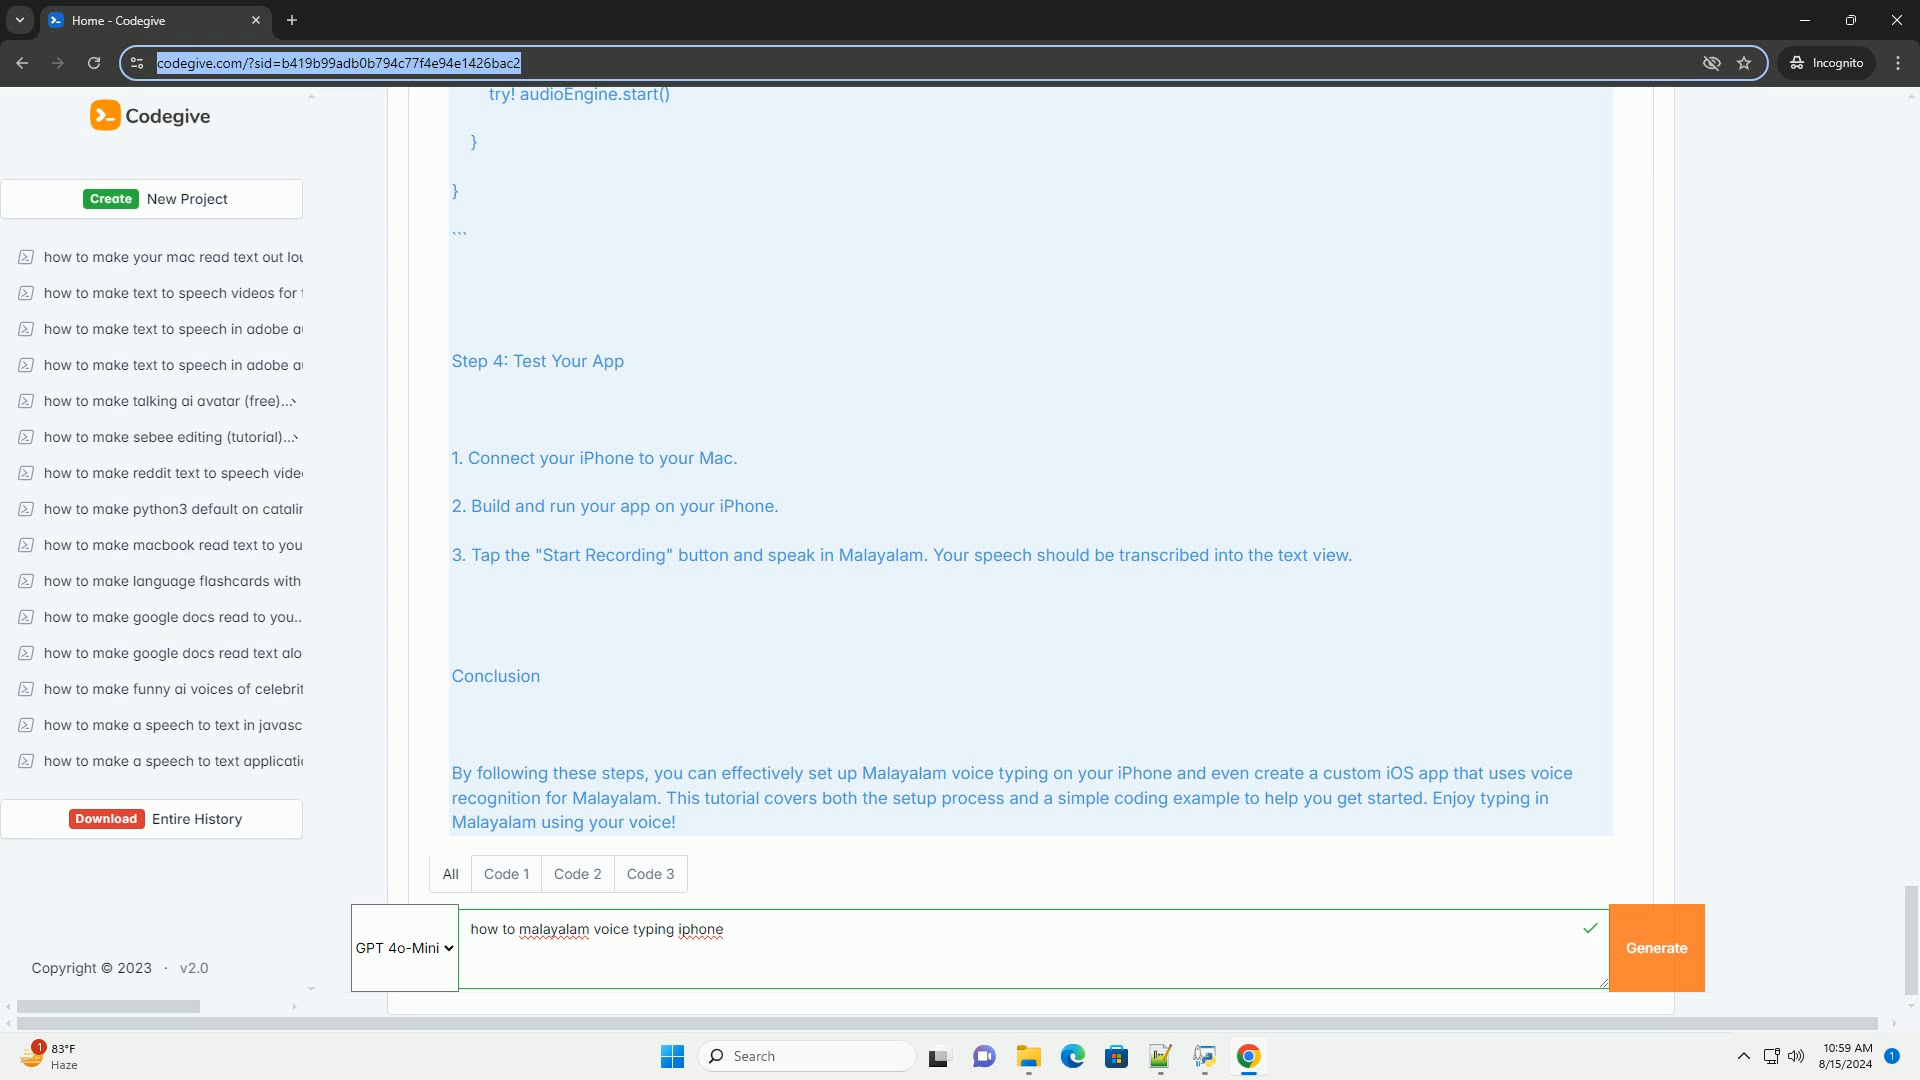 Home - Codegive
codegive.com/?sid=b419b99adb0b794c77f4e94e1426bac2
Incognito
Codegive
Create New Project
how to make your mac read text out lou
how to make text to speech videos for
how to make text to speech in adobe au
how to make text to speech in adobe au
how to make talking ai avatar (free)...
how to make sebee editing (tutorial)...
how to make reddit text to speech vide
how to make python3 default on catalin
how to make macbook read text to you
how to make language flashcards with
how to make google docs read to you..
how to make google docs read text alo
how to make funny ai voices of celebrit
how to make a speech to text in javasc
how to make a speech to text applicati
Download Entire History
Copyright © 2023 · v2.0
try! audioEngine.start()
}
}
```
Step 4: Test Your App
1. Connect your iPhone to your Mac.
2. Build and run your app on your iPhone.
3. Tap the "Start Recording" button and speak in Malayalam. Your speech should be transcribed into the text view.
Conclusion
By following these steps, you can effectively set up Malayalam voice typing on your iPhone and even create a custom iOS app that uses voice
recognition for Malayalam. This tutorial covers both the setup process and a simple coding example to help you get started. Enjoy typing in
Malayalam using your voice!
All Code 1 Code 2 Code 3
GPT 4o-Mini
how to malayalam voice typing iphone
Generate
1
83°F
Haze
Search
10:59 AM
8/15/2024
1